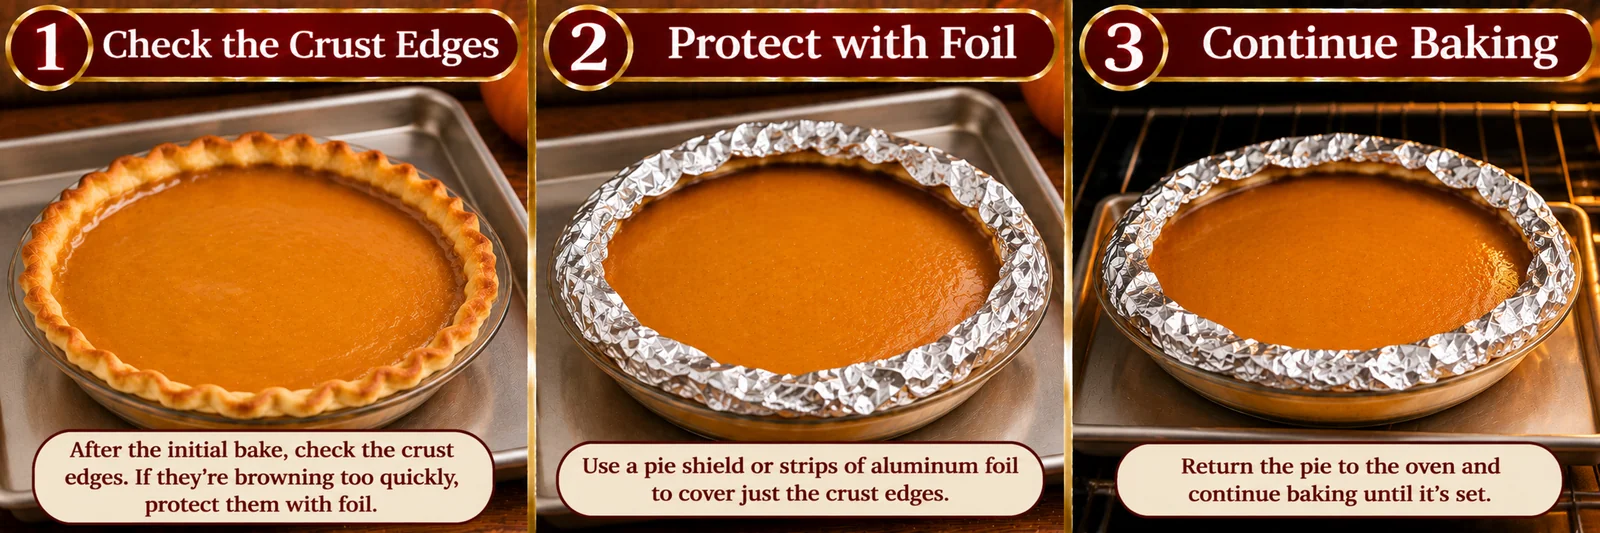 1 Check the Crust Edges
After the initial bake, check the crust
edges. If they’re browning too quickly,
protect them with foil.
2 Protect with Foil
Use a pie shield or strips of aluminum foil
to cover just the crust edges.
3 Continue Baking
Return the pie to the oven and
continue baking until it’s set.